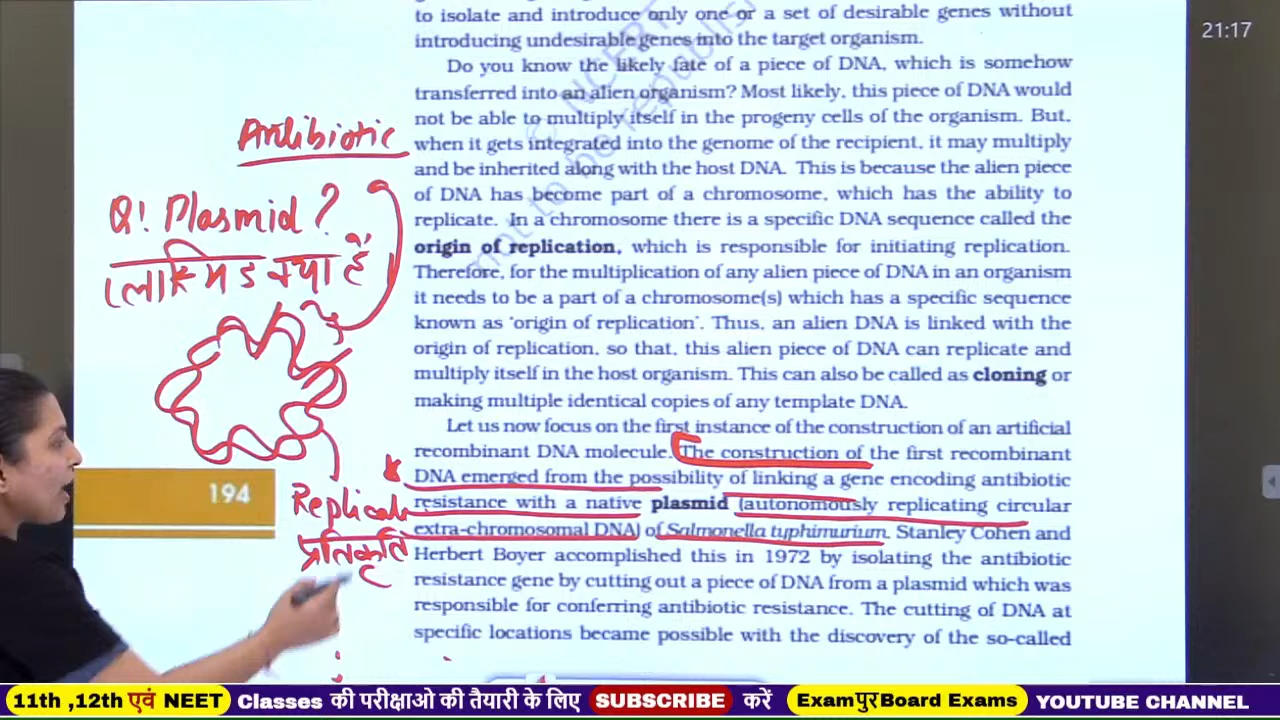 to isolate and introduce only one or a set of desirable genes without
introducing undesirable genes into the target organism.
21:17
Do you know the likely fate of a piece of DNA, which is somehow
transferred into an alien organism? Most likely, this piece of DNA would
not be able to multiply itself in the progeny cells of the organism. But,
when it gets integrated into the genome of the recipient, it may multiply
and be inherited along with the host DNA. This is because the alien piece
of DNA has become part of a chromosome, which has the ability to
replicate. In a chromosome there is a specific DNA sequence called the
origin of replication, which is responsible for initiating replication.
Therefore, for the multiplication of any alien piece of DNA in an organism
it needs to be a part of a chromosome(s) which has a specific sequence
known as 'origin of replication'. Thus, an alien DNA is linked with the
origin of replication, so that, this alien piece of DNA can replicate and
multiply itself in the host organism. This can also be called as cloning or
making multiple identical copies of any template DNA.
Let us now focus on the first instance of the construction of an artificial
recombinant DNA molecule. The construction of the first recombinant
DNA emerged from the possibility of linking a gene encoding antibiotic
resistance with a native plasmid (autonomously replicating circular
extra-chromosomal DNA) of Salmonella typhimurium. Stanley Cohen and
Herbert Boyer accomplished this in 1972 by isolating the antibiotic
resistance gene by cutting out a piece of DNA from a plasmid which was
responsible for conferring antibiotic resistance. The cutting of DNA at
specific locations became possible with the discovery of the so-called
Antibiotic
Q! Plasmid?
प्लास्मिड क्या हैं
194
प्रतिकृति
© NCERT
not to be republished
11th ,12th एवं NEET Classes की परीक्षाओ की तैयारी के लिए SUBSCRIBE करें Examपुर Board Exams YOUTUBE CHANNEL